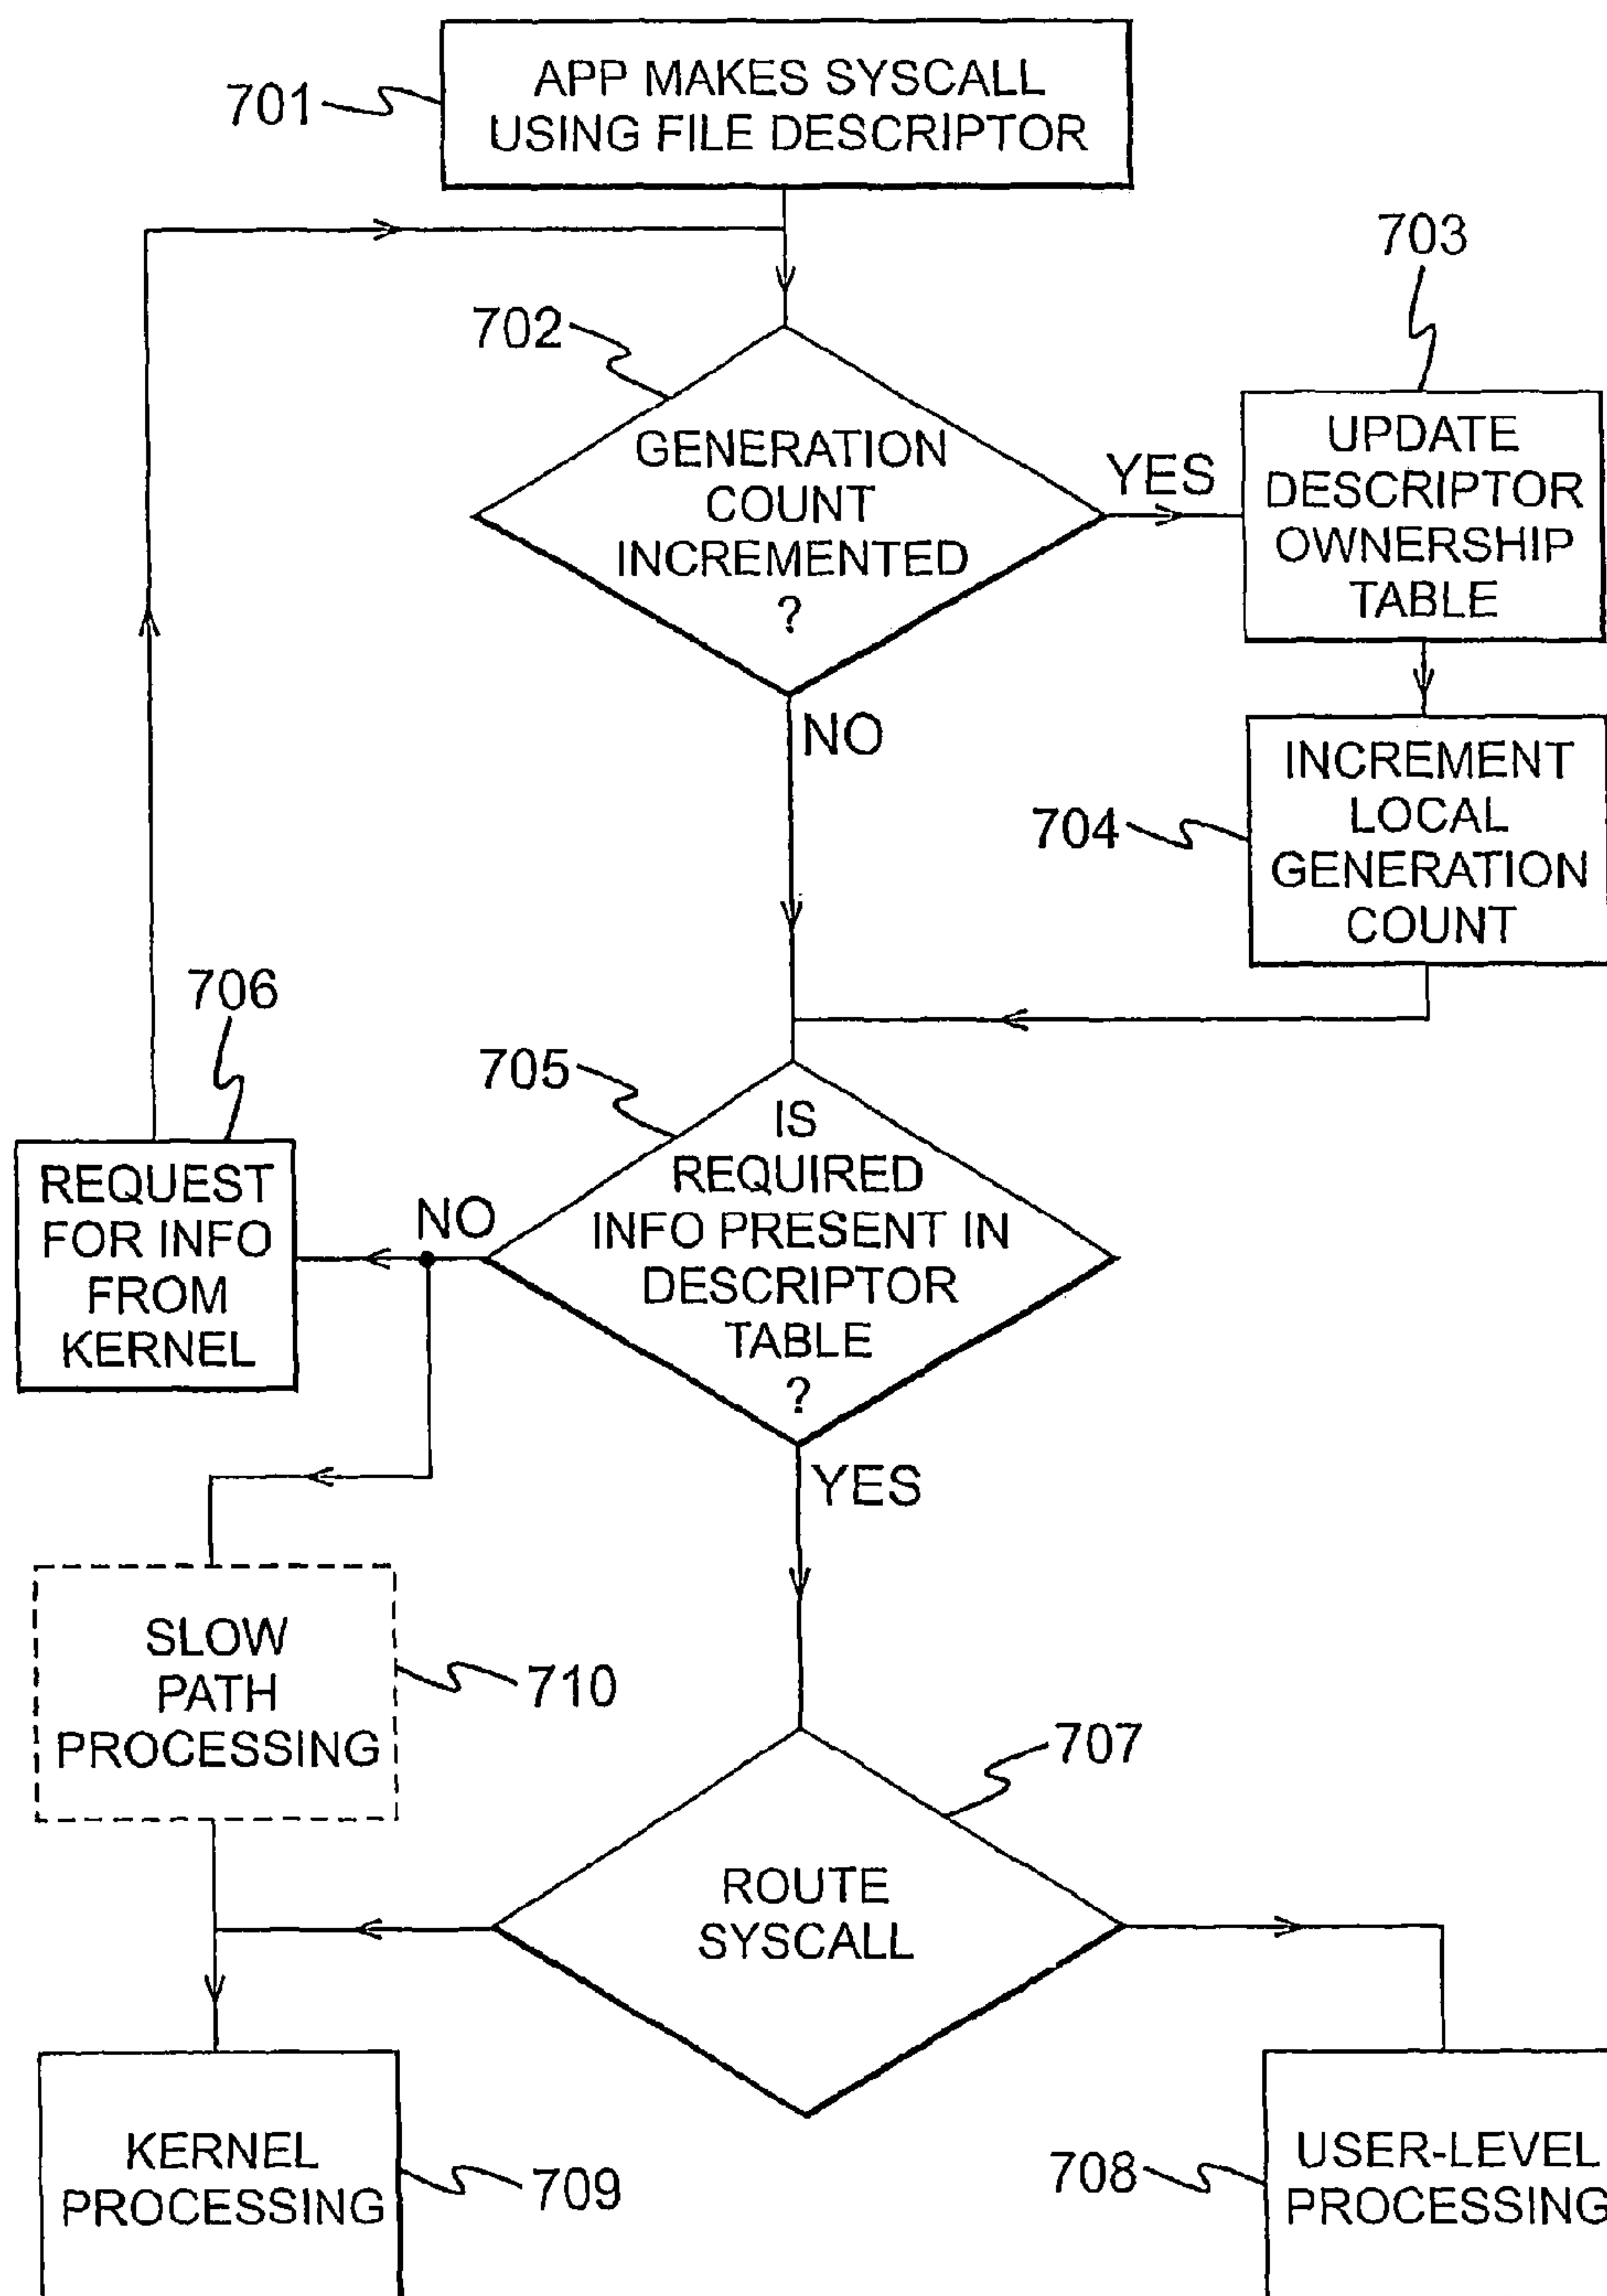 APP MAKES SYSCALL
USING FILE DESCRIPTOR
701
703
702
GENERATION
COUNT
INCREMENTED
?
YES
UPDATE
DESCRIPTOR
OWNERSHIP
TABLE
NO
704
INCREMENT
LOCAL
GENERATION
COUNT
706
705
IS
REQUIRED
INFO PRESENT IN
DESCRIPTOR
TABLE
?
NO
REQUEST
FOR INFO
FROM
KERNEL
YES
SLOW
PATH
PROCESSING
710
707
ROUTE
SYSCALL
KERNEL
PROCESSING
709
708
USER-LEVEL
PROCESSING